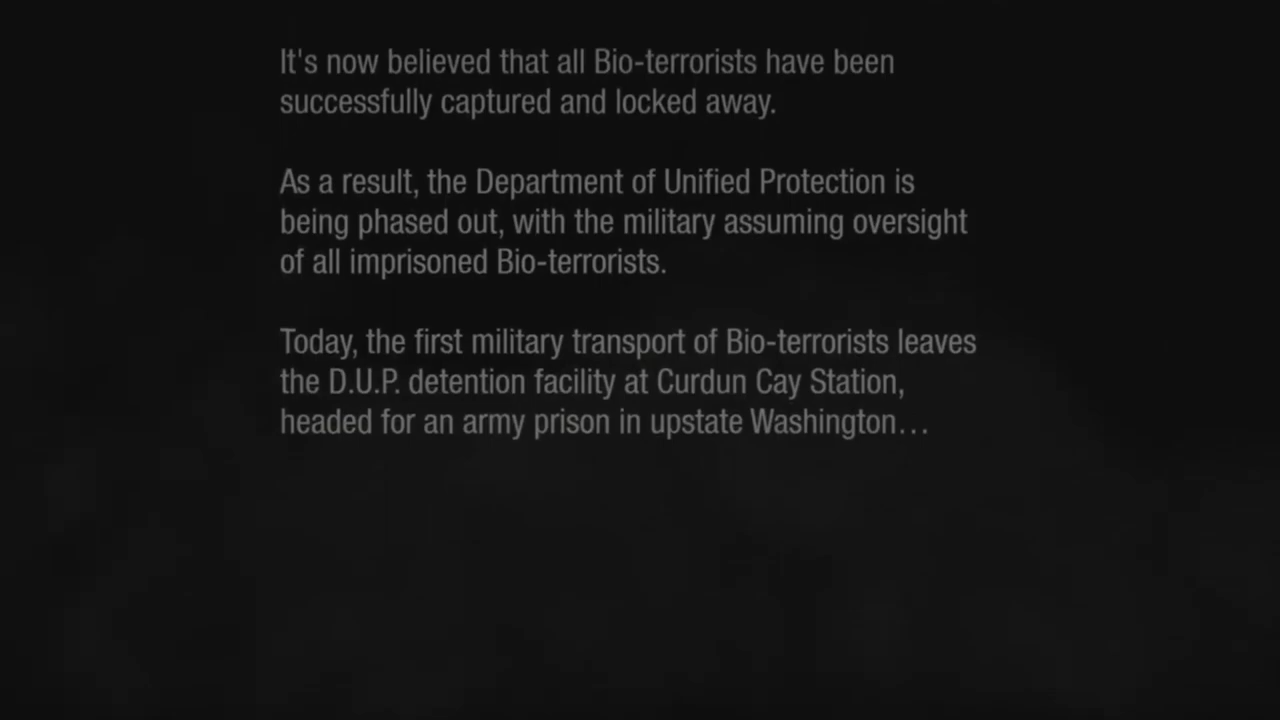 It's now believed that all Bio-terrorists have been
successfully captured and locked away.
As a result, the Department of Unified Protection is
being phased out, with the military assuming oversight
of all imprisoned Bio-terrorists.
Today, the first military transport of Bio-terrorists leaves
the D.U.P. detention facility at Curdun Cay Station,
headed for an army prison in upstate Washington…